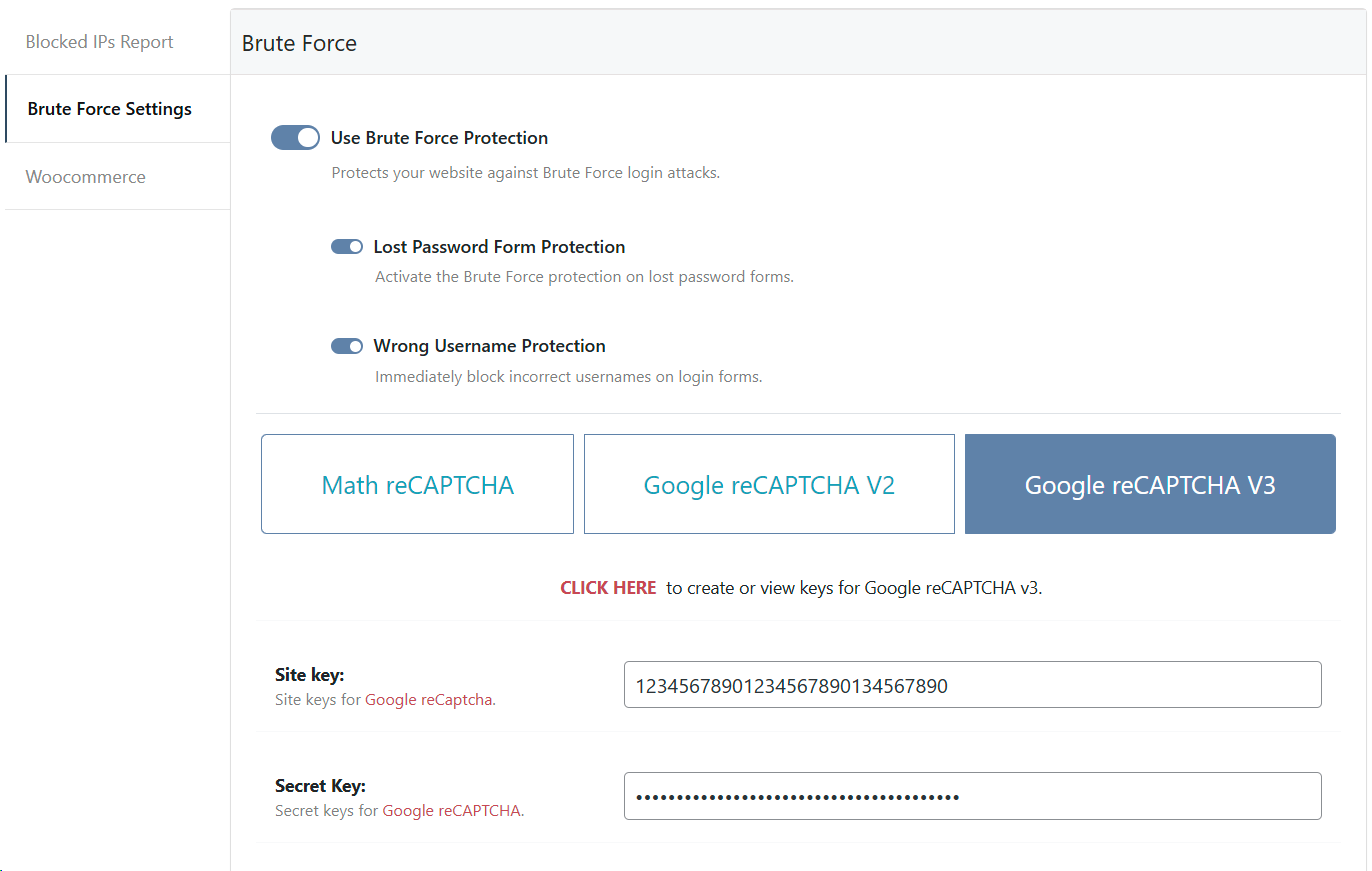 Blocked IPs Report
Brute Force Settings
Woocommerce
Brute Force
Use Brute Force Protection
Protects your website against Brute Force login attacks.
Lost Password Form Protection
Activate the Brute Force protection on lost password forms.
Wrong Username Protection
Immediately block incorrect usernames on login forms.
Math reCAPTCHA
Google reCAPTCHA V2
Google reCAPTCHA V3
CLICK HERE to create or view keys for Google reCAPTCHA v3.
Site key:
Site keys for Google reCaptcha.
12345678901234567890134567890
Secret Key:
Secret keys for Google reCAPTCHA.
••••••••••••••••••••••••••••••••••••••••